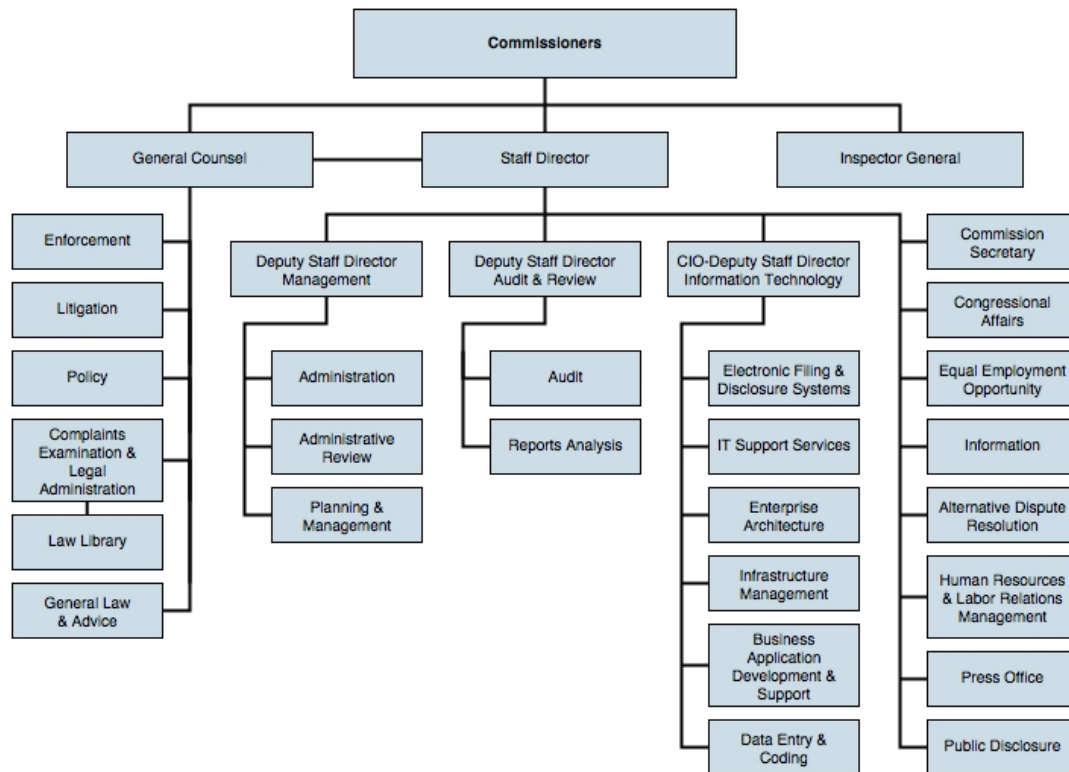 Commissioners
General Counsel
Staff Director
Inspector General
Enforcement
Litigation
Policy
Complaints
Examination &
Legal
Administration
Law Library
General Law
& Advice
Deputy Staff Director
Management
Administration
Administrative
Review
Planning &
Management
Deputy Staff Director
Audit & Review
Audit
Reports Analysis
CIO-Deputy Staff Director
Information Technology
Electronic Filing &
Disclosure Systems
IT Support Services
Enterprise
Architecture
Infrastructure
Management
Business
Application
Development &
Support
Data Entry &
Coding
Commission
Secretary
Congressional
Affairs
Equal Employment
Opportunity
Information
Alternative Dispute
Resolution
Human Resources
& Labor Relations
Management
Press Office
Public Disclosure